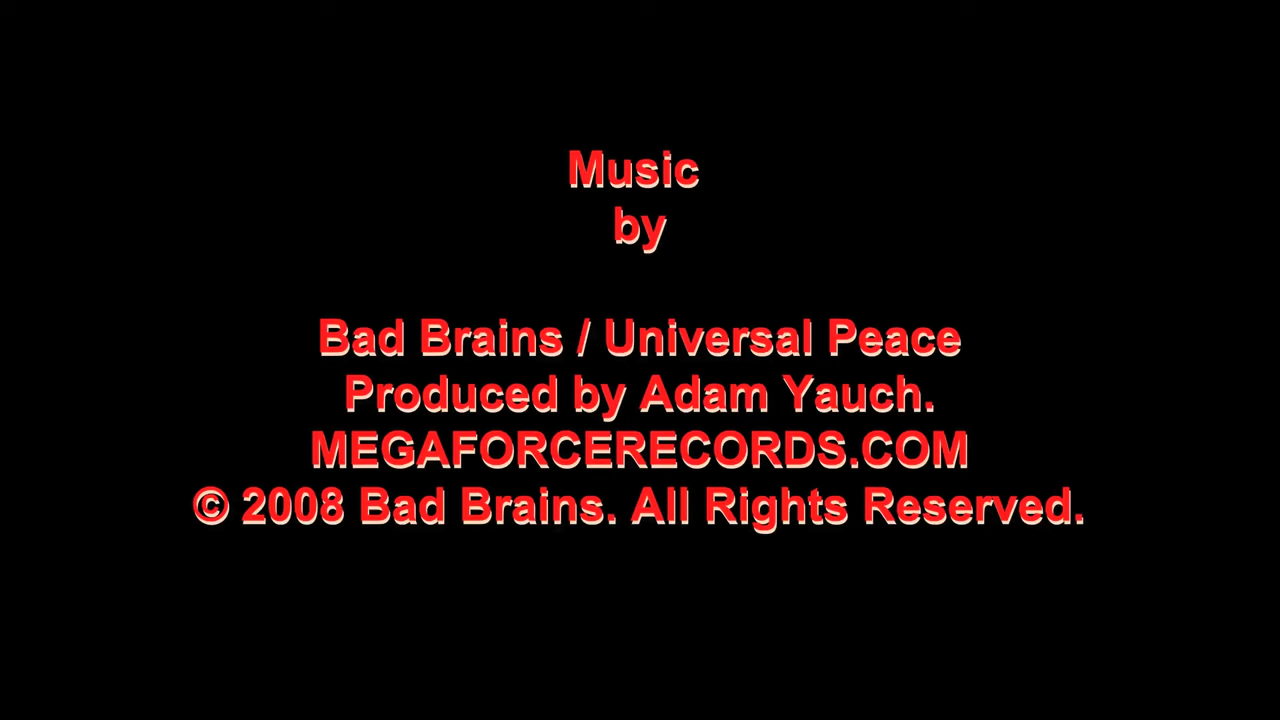 Music
by
Bad Brains / Universal Peace
Produced by Adam Yauch.
MEGAFORCERECORDS.COM
© 2008 Bad Brains. All Rights Reserved.